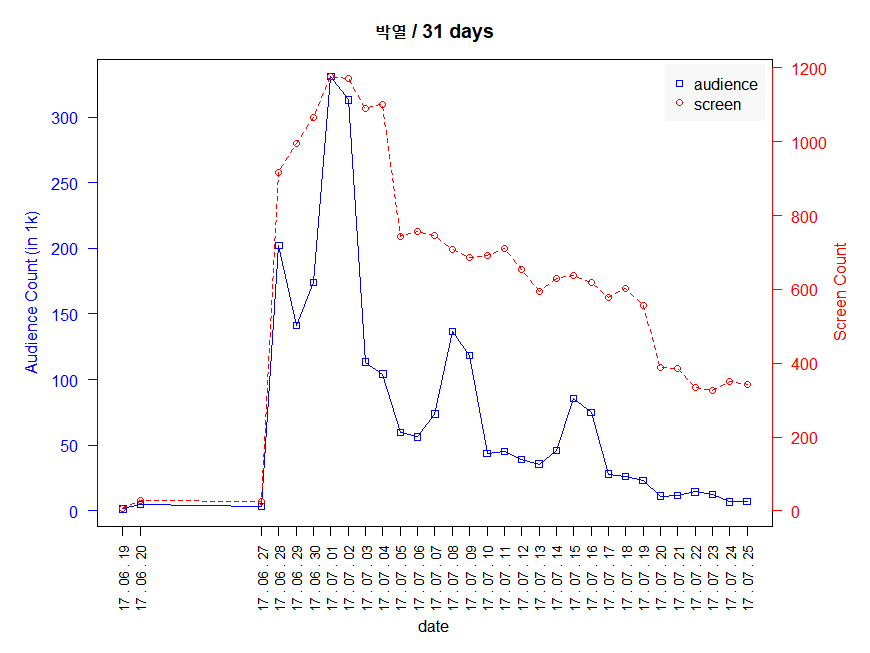 박열 / 31 days
audience
screen
Audience Count (in 1k)
0
50
100
150
200
250
300
Screen Count
0
200
400
600
800
1000
1200
17 . 06 . 19
17 . 06 . 20
17 . 06 . 27
17 . 06 . 28
17 . 06 . 29
17 . 06 . 30
17 . 07 . 01
17 . 07 . 02
17 . 07 . 03
17 . 07 . 04
17 . 07 . 05
17 . 07 . 06
17 . 07 . 07
17 . 07 . 08
17 . 07 . 09
17 . 07 . 10
17 . 07 . 11
17 . 07 . 12
17 . 07 . 13
17 . 07 . 14
17 . 07 . 15
17 . 07 . 16
17 . 07 . 17
17 . 07 . 18
17 . 07 . 19
17 . 07 . 20
17 . 07 . 21
17 . 07 . 22
17 . 07 . 23
17 . 07 . 24
17 . 07 . 25
date